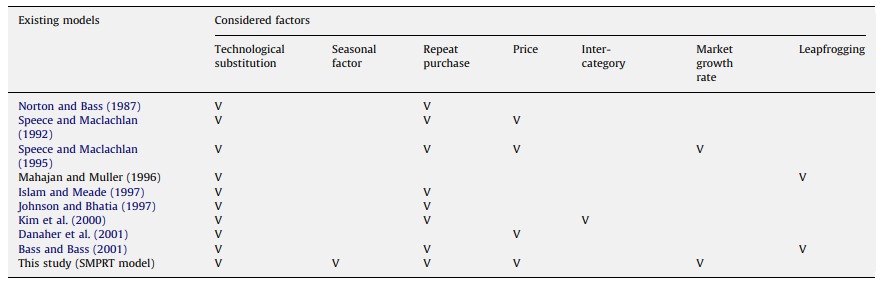 Existing models Considered factors
Technological Seasonal Repeat Price Inter- Market Leapfrogging
substitution factor purchase category growth
rate
Norton and Bass (1987) V V
Speece and Maclachlan V V V
(1992)
Speece and Maclachlan V V V V
(1995)
Mahajan and Muller (1996) V V
Islam and Meade (1997) V V
Johnson and Bhatia (1997) V V
Kim et al. (2000) V V V
Danaher et al. (2001) V V
Bass and Bass (2001) V V V
This study (SMPRT model) V V V V V